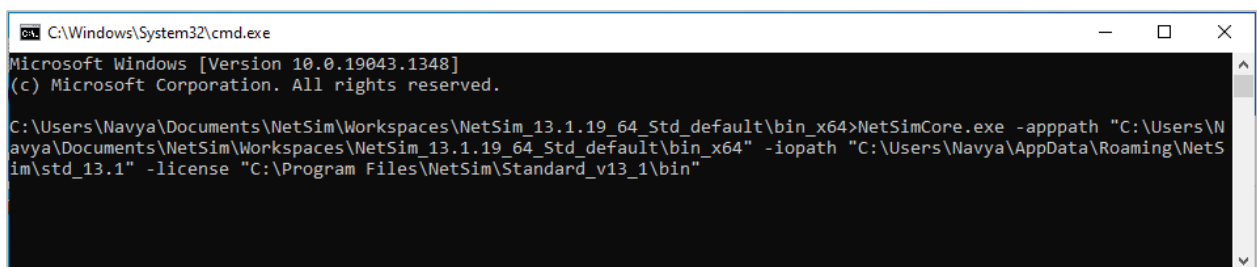 C:\Windows\System32\cmd.exe
Microsoft Windows [Version 10.0.19043.1348]
(c) Microsoft Corporation. All rights reserved.
C:\Users\Navya\Documents\NetSim\Workspaces\NetSim_13.1.19_64_Std_default\bin_x64>NetSimCore.exe -apppath "C:\Users\N
avya\Documents\NetSim\Workspaces\NetSim_13.1.19_64_Std_default\bin_x64" -iopath "C:\Users\Navya\AppData\Roaming\NetS
im\std_13.1" -license "C:\Program Files\NetSim\Standard_v13_1\bin"